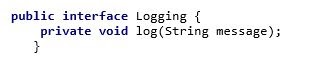 public interface Logging {
private void log(String message);
}